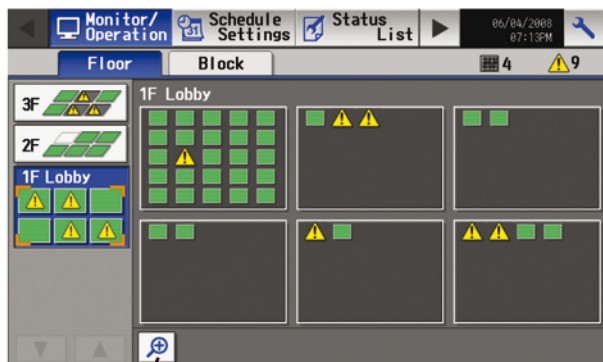 Monitor/
Operation
Schedule
Settings
Status
List
06/04/2008
07:13PM
Floor
Block
4
9
3F
1F Lobby
2F
1F Lobby
31